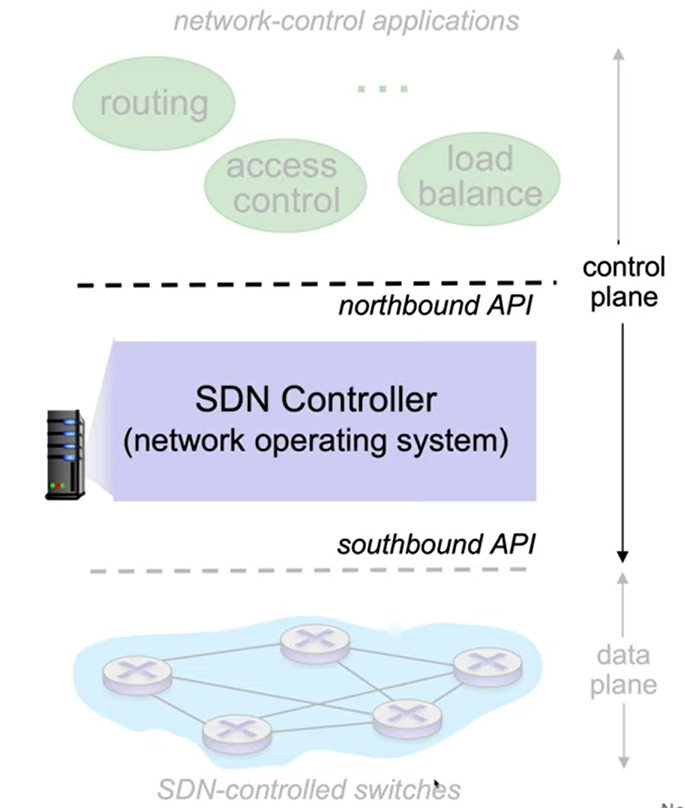 network-control applications
routing
...
access
control
load
balance
control
plane
northbound API
SDN Controller
(network operating system)
southbound API
data
plane
SDN-controlled switches